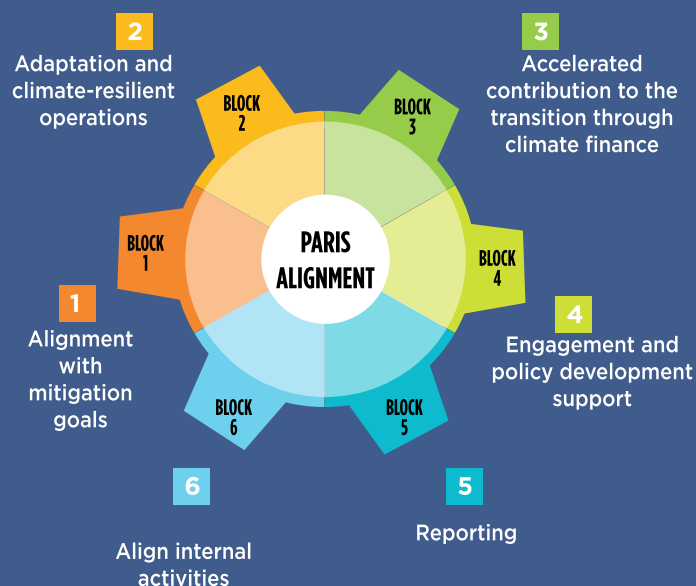 2
Adaptation and
climate-resilient
operations
3
Accelerated
contribution to the
transition through
climate finance
BLOCK
2
BLOCK
3
BLOCK
1
PARIS
ALIGNMENT
BLOCK
4
1
Alignment
with
mitigation
goals
4
Engagement and
policy development
support
BLOCK
6
BLOCK
5
6
Align internal
activities
5
Reporting